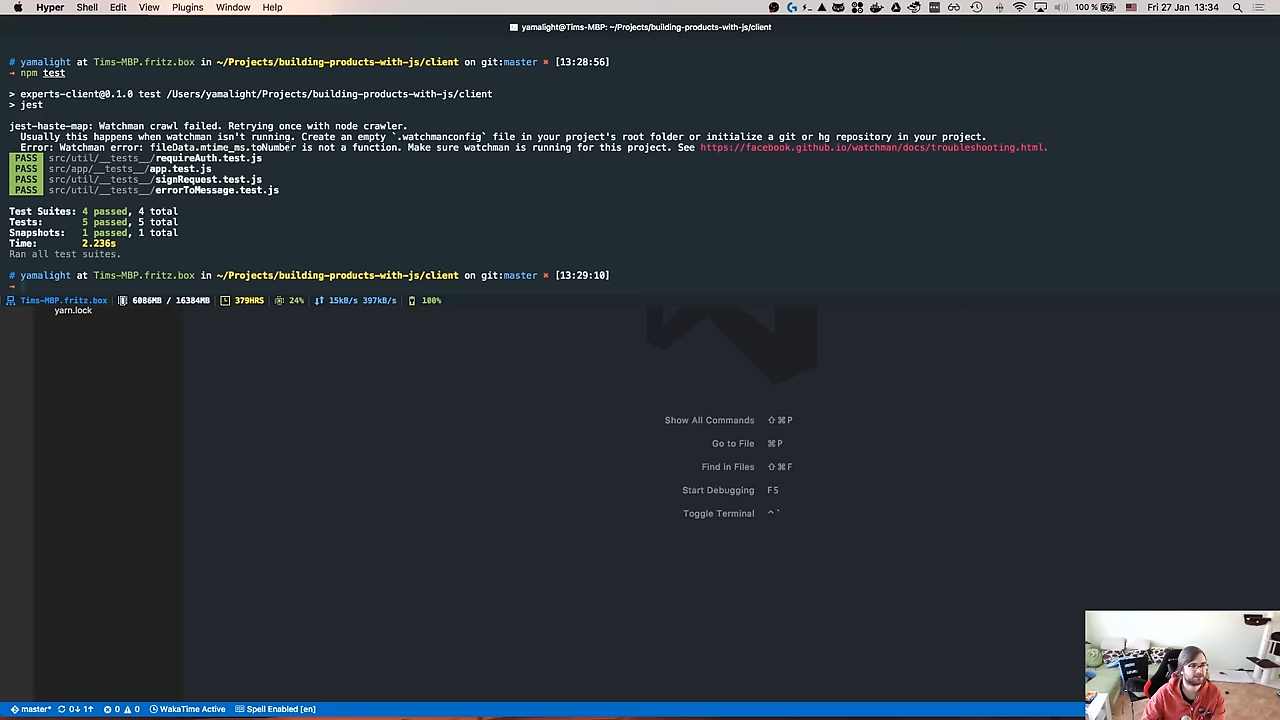 Hyper Shell Edit View Plugins Window Help 100 % Fri 27 Jan 13:34
yamalight@Tims-MBP: ~/Projects/building-products-with-js/client
# yamalight at Tims-MBP.fritz.box in ~/Projects/building-products-with-js/client on git:master ✖ [13:28:56]
→ npm test
> experts-client@0.1.0 test /Users/yamalight/Projects/building-products-with-js/client
> jest
jest-haste-map: Watchman crawl failed. Retrying once with node crawler.
Usually this happens when watchman isn't running. Create an empty `.watchmanconfig` file in your project's root folder or initialize a git or hg repository in your project.
Error: Watchman error: fileData.mtime_ms.toNumber is not a function. Make sure watchman is running for this project. See https://facebook.github.io/watchman/docs/troubleshooting.html.
PASS src/util/__tests__/requireAuth.test.js
PASS src/app/__tests__/app.test.js
PASS src/util/__tests__/signRequest.test.js
PASS src/util/__tests__/errorToMessage.test.js
Test Suites: 4 passed, 4 total
Tests: 5 passed, 5 total
Snapshots: 1 passed, 1 total
Time: 2.236s
Ran all test suites.
# yamalight at Tims-MBP.fritz.box in ~/Projects/building-products-with-js/client on git:master ✖ [13:29:10]
→
Tims-MBP.fritz.box 6086MB / 16384MB 379HRS 24% 15kB/s 397kB/s 100%
yarn.lock
Show All Commands ⇧⌘P
Go to File ⌘P
Find in Files ⇧⌘F
Start Debugging F5
Toggle Terminal ^`
master* 0↓ 1↑ 0 0 WakaTime Active Spell Enabled [en]